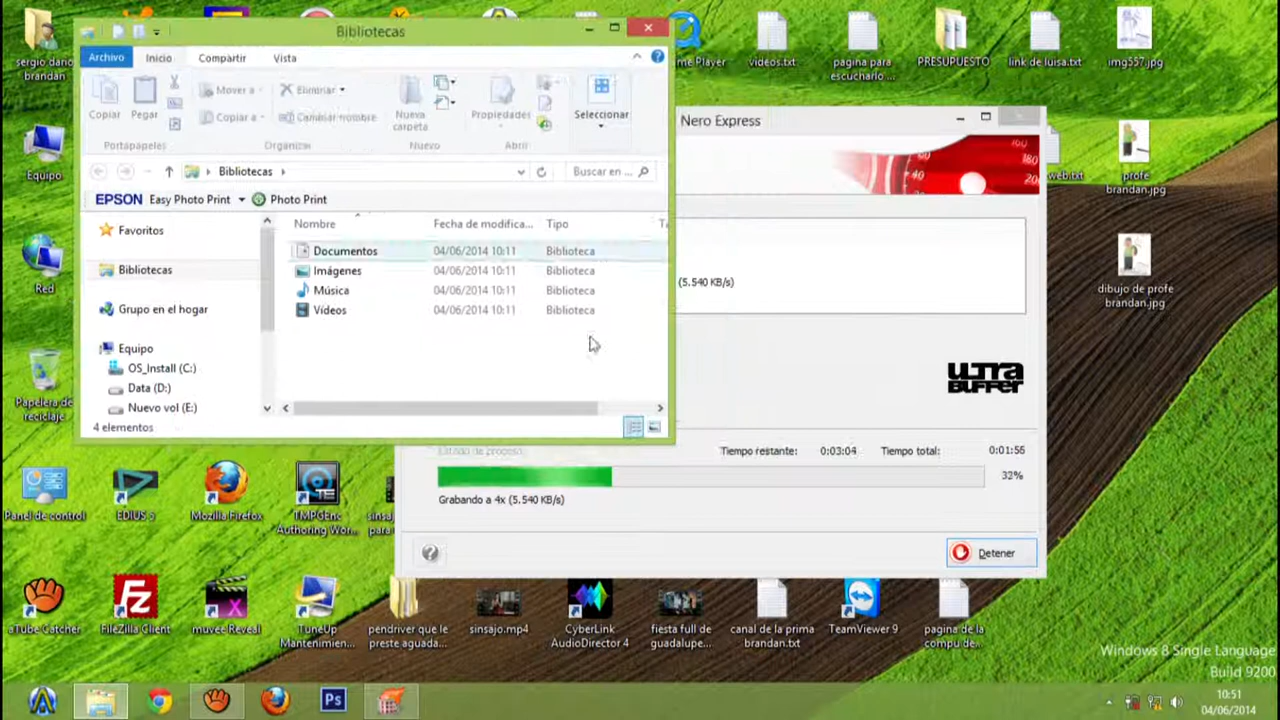 Bibliotecas
Archivo Inicio Compartir Vista
Copiar Pegar Mover a Copiar a Eliminar Cambiar nombre Nueva carpeta Propiedades Seleccionar
Portapapeles Organizar Nuevo Abrir
Bibliotecas Buscar en ...
EPSON Easy Photo Print Photo Print
Favoritos
Bibliotecas
Grupo en el hogar
Equipo
OS_Install (C:)
Data (D:)
Nuevo vol (E:)
Nombre Fecha de modifica... Tipo
Documentos 04/06/2014 10:11 Biblioteca
Imágenes 04/06/2014 10:11 Biblioteca
Música 04/06/2014 10:11 Biblioteca
Vídeos 04/06/2014 10:11 Biblioteca
4 elementos
Nero Express
(5.540 KB/s)
ULTRA
BUFFER
Estado de proceso
Tiempo restante: 0:03:04 Tiempo total: 0:01:56
32%
Grabando a 4x (5.540 KB/s)
Detener
sergio dario
brandan
Equipo
Red
Papelera de
reciclaje
Panel de control
EDIUS
Mozilla Firefox
TMPGEnc
Authoring Wor...
aTube Catcher
FileZilla Client
muvee Reveal
TuneUp
Mantenimien...
pendriver que le
preste aguada...
sinsajo.mp4
CyberLink
AudioDirector 4
fiesta full de
guadalupe...
canal de la prima
brandan.txt
TeamViewer 9
pagina de la
compu de...
Player
videos.txt
pagina para
escucharlo ...
PRESUPUESTO
link de luisa.txt
img557.jpg
web.txt
profe
brandan.jpg
dibujo de profe
brandan.jpg
Windows 8 Single Language
Build 9200
Ps
10:51
04/06/2014